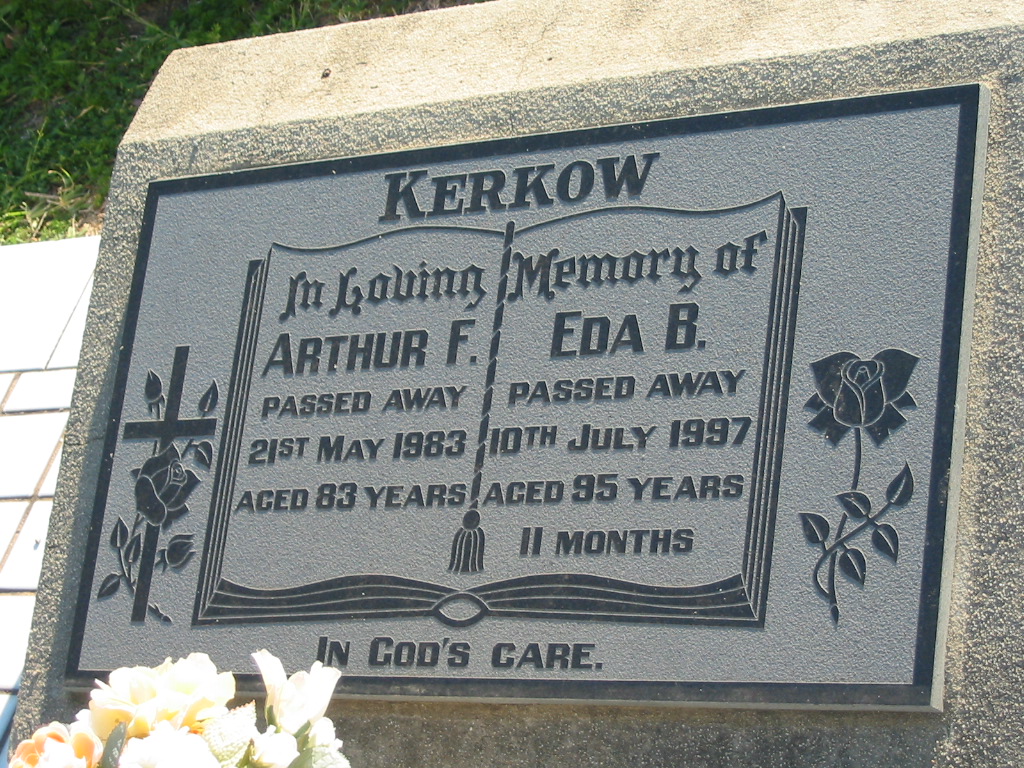 KERKOW
In Loving Memory of
ARTHUR F.
PASSED AWAY
21ST MAY 1983
AGED 83 YEARS
EDA B.
PASSED AWAY
10TH JULY 1997
AGED 95 YEARS
11 MONTHS
IN GOD'S CARE.